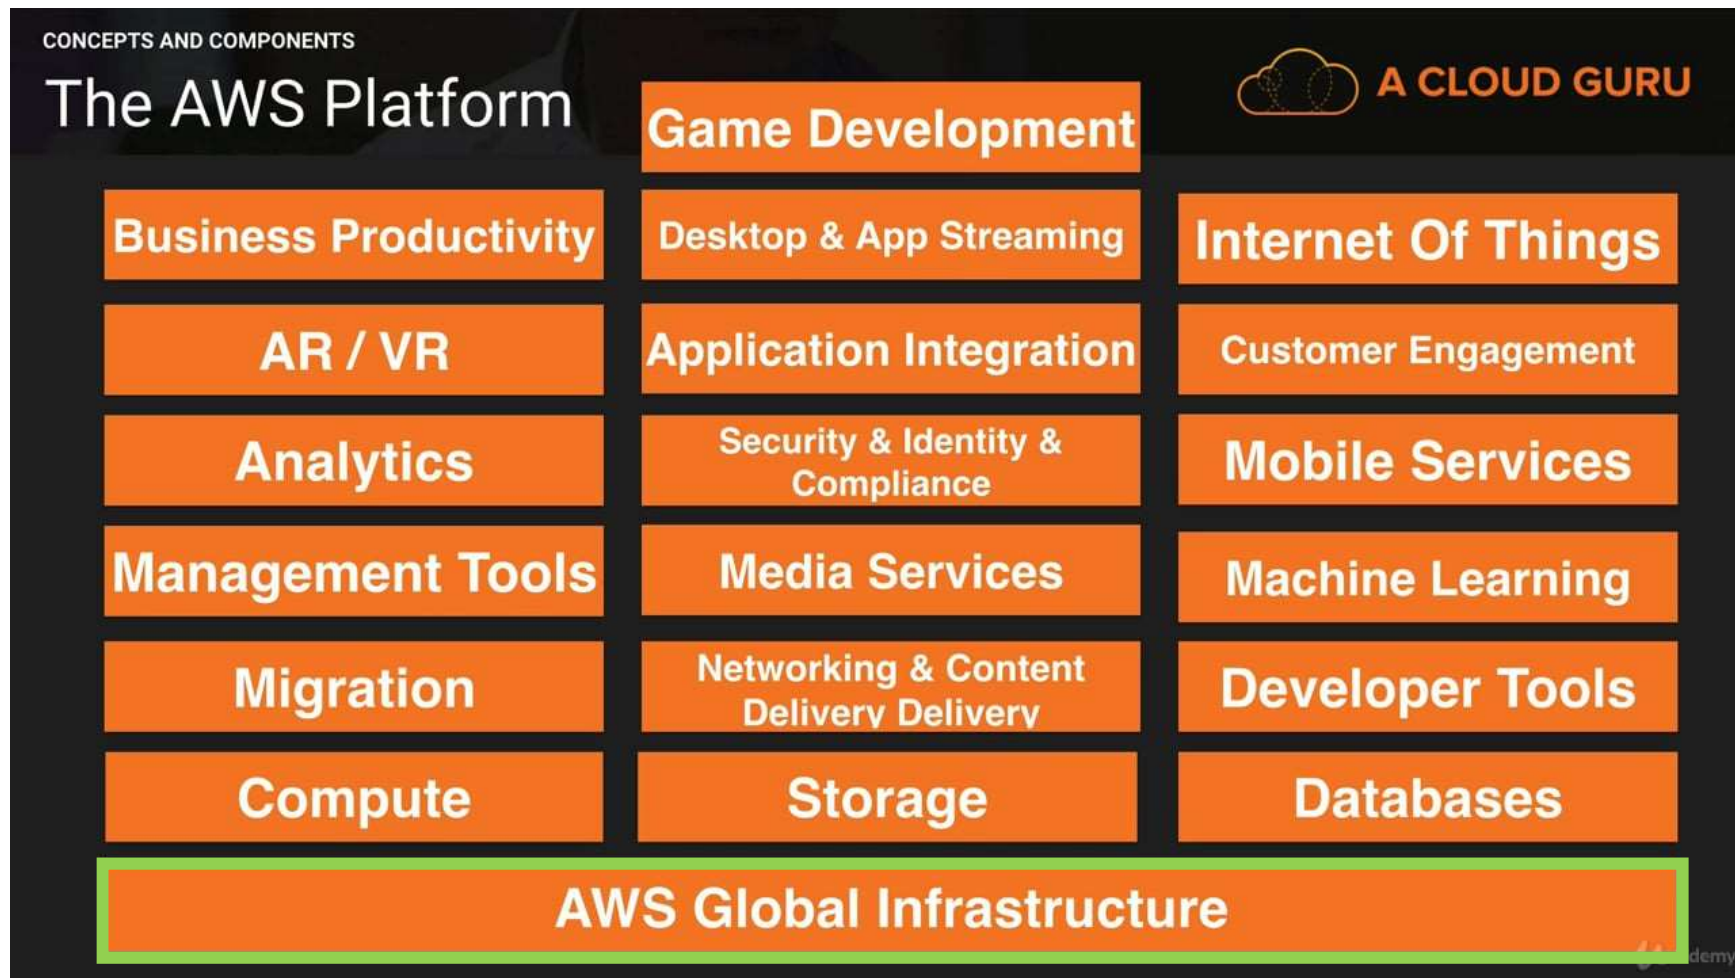 CONCEPTS AND COMPONENTS
The AWS Platform
A CLOUD GURU
Game Development
Business Productivity
Desktop & App Streaming
Internet Of Things
AR / VR
Application Integration
Customer Engagement
Analytics
Security & Identity &
Compliance
Mobile Services
Management Tools
Media Services
Machine Learning
Migration
Networking & Content
Delivery Delivery
Developer Tools
Compute
Storage
Databases
AWS Global Infrastructure